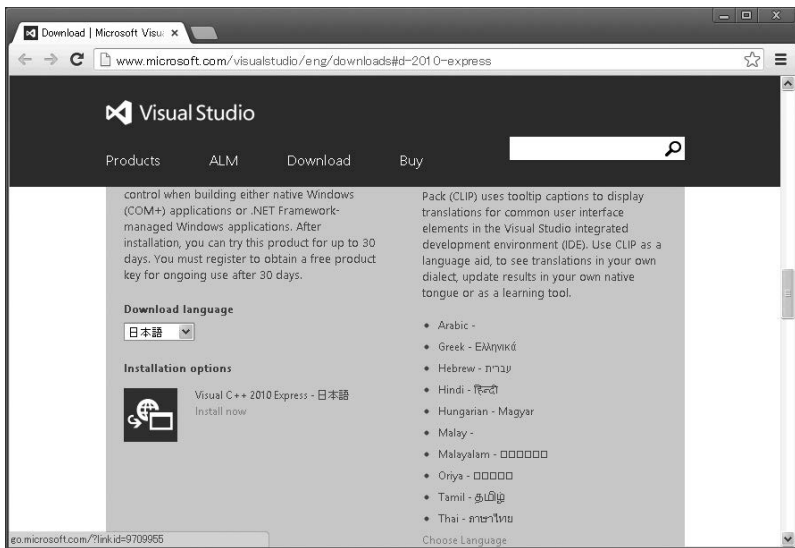 Download | Microsoft Visu
www.microsoft.com/visualstudio/eng/downloads#d-2010-express
Visual Studio
Products ALM Download Buy
control when building either native Windows
(COM+) applications or .NET Framework-
managed Windows applications. After
installation, you can try this product for up to 30
days. You must register to obtain a free product
key for ongoing use after 30 days.
Download language
日本語
Installation options
Visual C++ 2010 Express - 日本語
Install now
Pack (CLIP) uses tooltip captions to display
translations for common user interface
elements in the Visual Studio integrated
development environment (IDE). Use CLIP as a
language aid, to see translations in your own
dialect, update results in your own native
tongue or as a learning tool.
• Arabic -
• Greek - Ελληνικά
• Hebrew - עברית
• Hindi - हिन्दी
• Hungarian - Magyar
• Malay -
• Malayalam - □□□□□□
• Oriya - □□□□□
• Tamil - தமிழ்
• Thai - ภาษาไทย
Choose Language
go.microsoft.com/?linkid=9709955